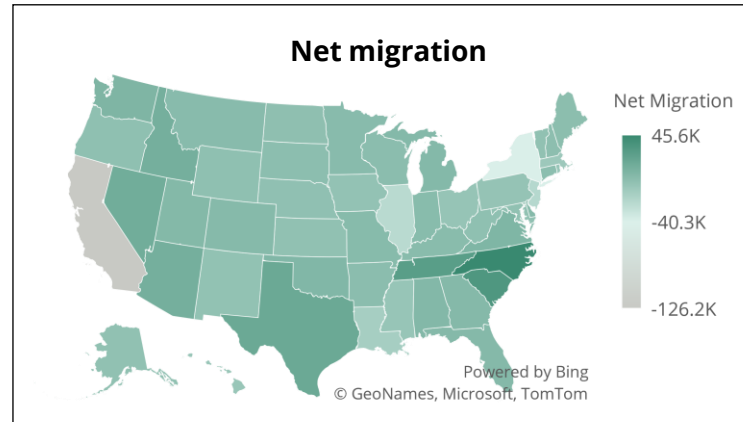 Net migration
Net Migration
45.6K
-40.3K
-126.2K
Powered by Bing
© GeoNames, Microsoft, TomTom